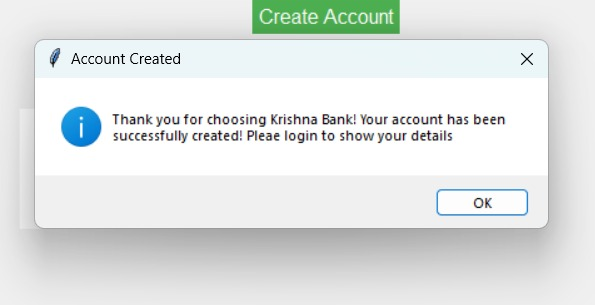 Create Account
Account Created
Thank you for choosing Krishna Bank! Your account has been
successfully created! Pleae login to show your details
OK